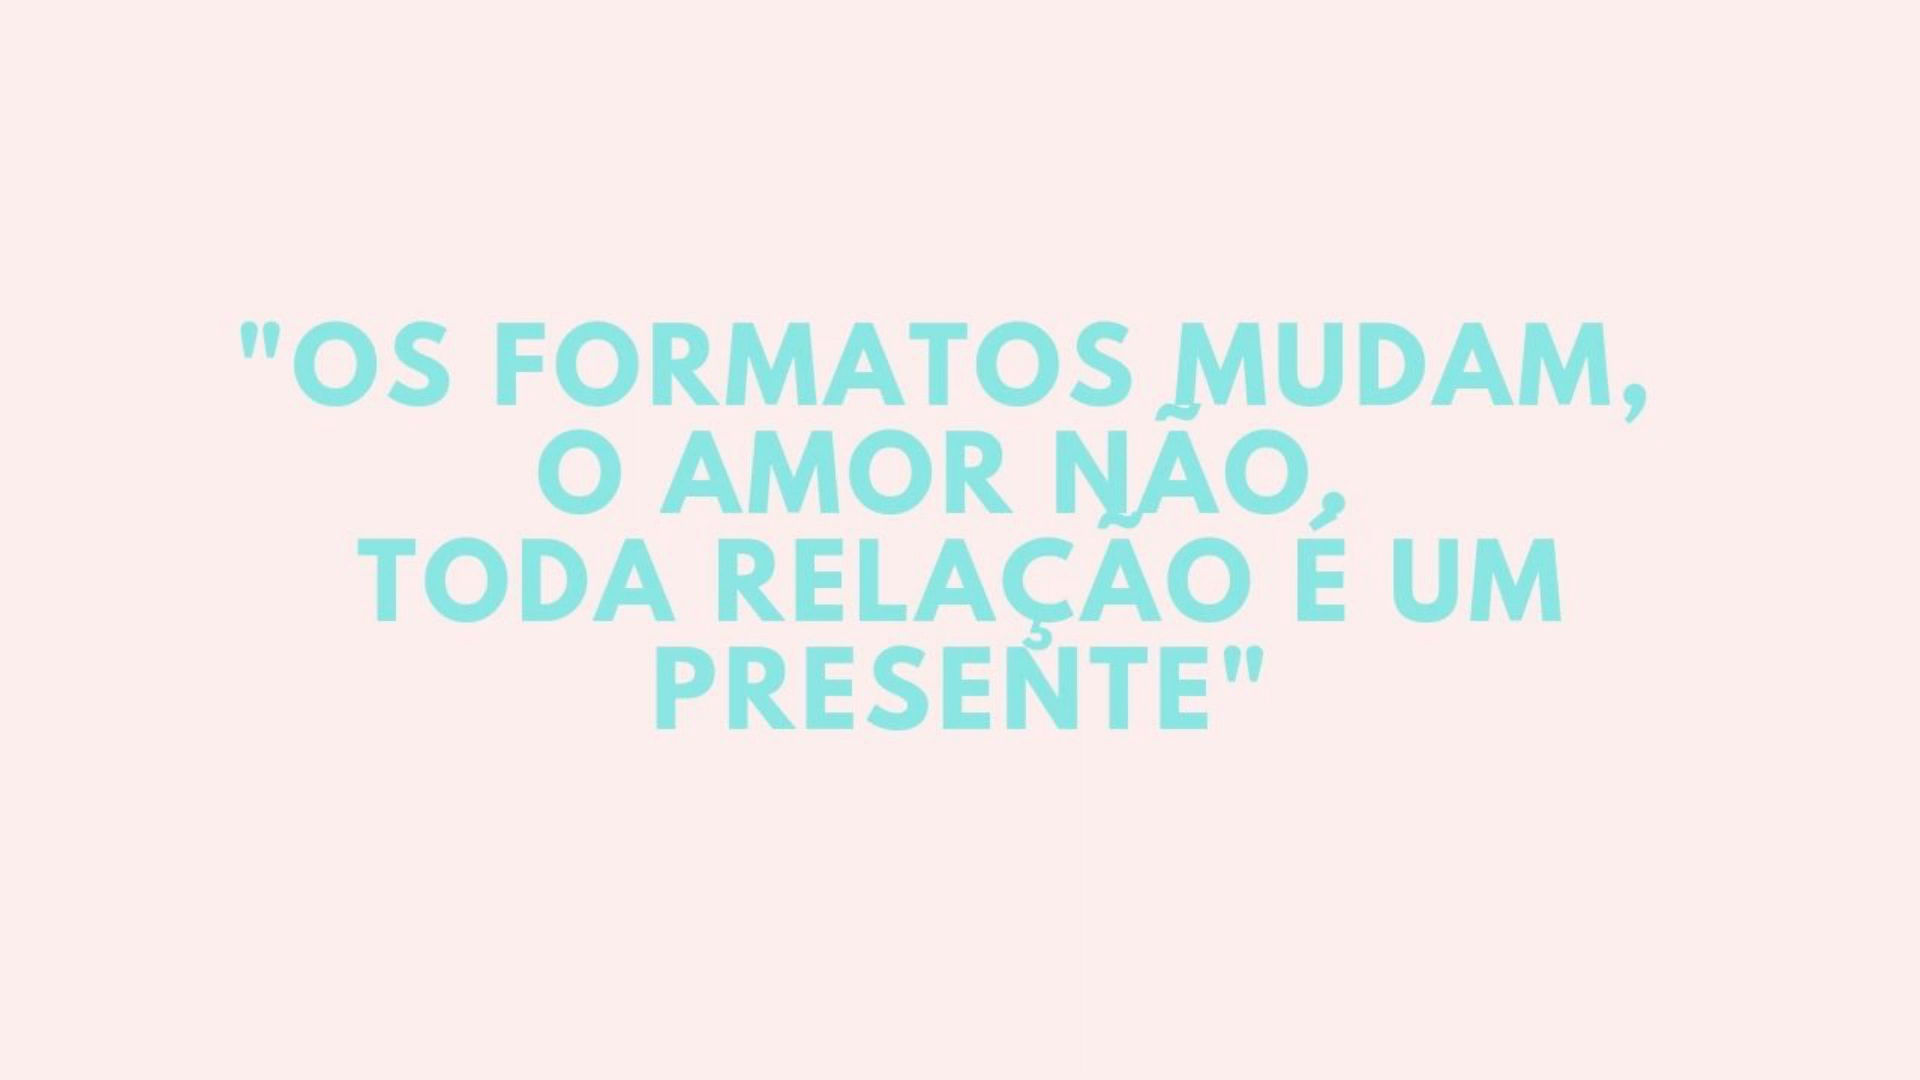 "OS FORMATOS MUDAM,
O AMOR NÃO,
TODA RELAÇÃO É UM
PRESENTE"